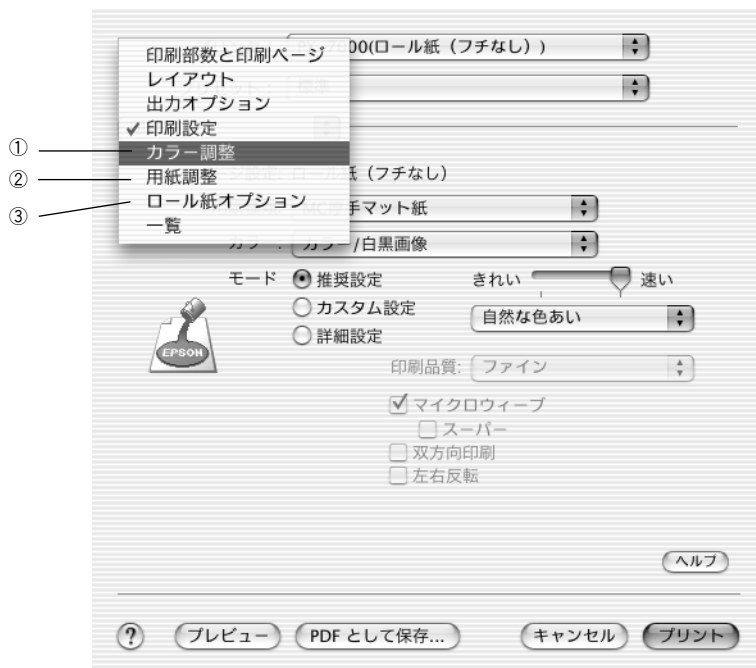 7000(ロール紙（フチなし）)
標準
印刷部数と印刷ページ
レイアウト
出力オプション
✓印刷設定
① カラー調整
② 用紙調整
③ ロール紙オプション
一覧
ロール紙（フチなし）
厚手マット紙
カラー： カラー/白黒画像
モード 推奨設定 きれい 速い
カスタム設定 自然な色あい
詳細設定
EPSON
印刷品質: ファイン
マイクロウィーブ
スーパー
双方向印刷
左右反転
ヘルプ
? プレビュー PDF として保存... キャンセル プリント